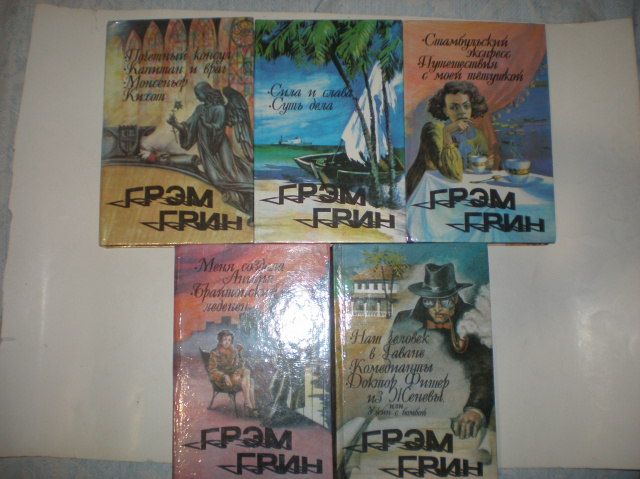 Почётный консул
Капитан и враг
Монсеньор
Кихот
ГРЭМ
ГРИН
Сила и слава
Суть дела
ГРЭМ
ГРИН
Стамбульский
экспресс
Путешествия
с моей тётушкой
ГРЭМ
ГРИН
Меня создала
Англия
Брайтонский
леденец
ГРЭМ
ГРИН
Наш человек
в Гаване
Комедианты
Доктор Фишер
из Женевы
или
Ужин с бомбой
ГРЭМ
ГРИН